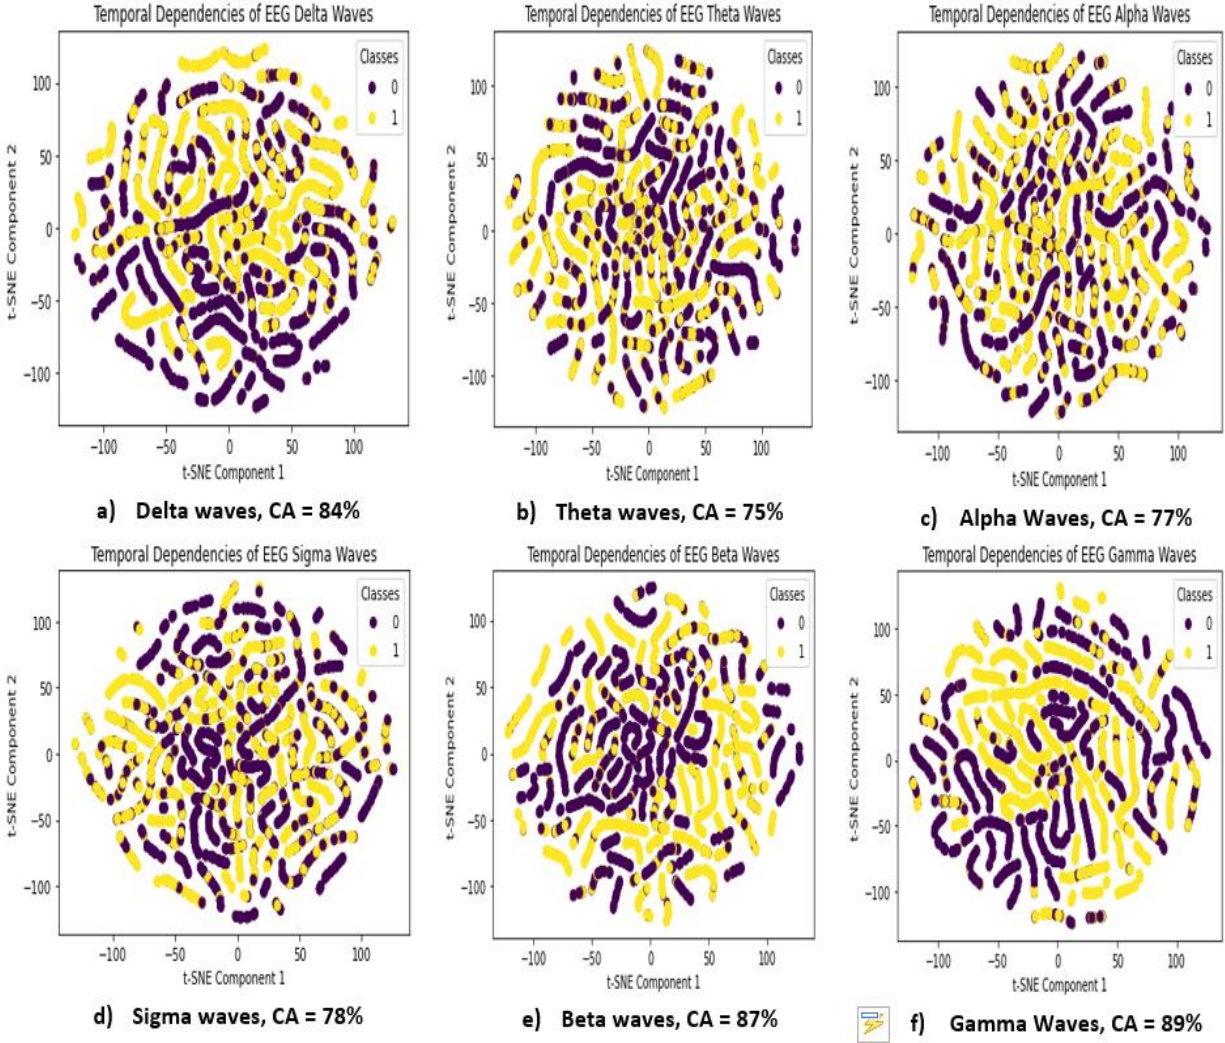 Temporal Dependencies of EEG Delta Waves
Classes
0
1
100
50
0
−50
−100
t-SNE Component 2
−100 −50 0 50 100
t-SNE Component 1
a) Delta waves, CA = 84%
Temporal Dependencies of EEG Theta Waves
Classes
0
1
100
50
0
−50
−100
t-SNE Component 2
−100 −50 0 50 100
t-SNE Component 1
b) Theta waves, CA = 75%
Temporal Dependencies of EEG Alpha Waves
Classes
0
1
100
50
0
−50
−100
t-SNE Component 2
−100 −50 0 50 100
t-SNE Component 1
c) Alpha Waves, CA = 77%
Temporal Dependencies of EEG Sigma Waves
Classes
0
1
100
50
0
−50
−100
t-SNE Component 2
−100 −50 0 50 100
t-SNE Component 1
d) Sigma waves, CA = 78%
Temporal Dependencies of EEG Beta Waves
Classes
0
1
100
50
0
−50
−100
t-SNE Component 2
−100 −50 0 50 100
t-SNE Component 1
e) Beta waves, CA = 87%
Temporal Dependencies of EEG Gamma Waves
Classes
0
1
100
50
0
−50
−100
t-SNE Component 2
−100 −50 0 50 100
t-SNE Component 1
f) Gamma Waves, CA = 89%